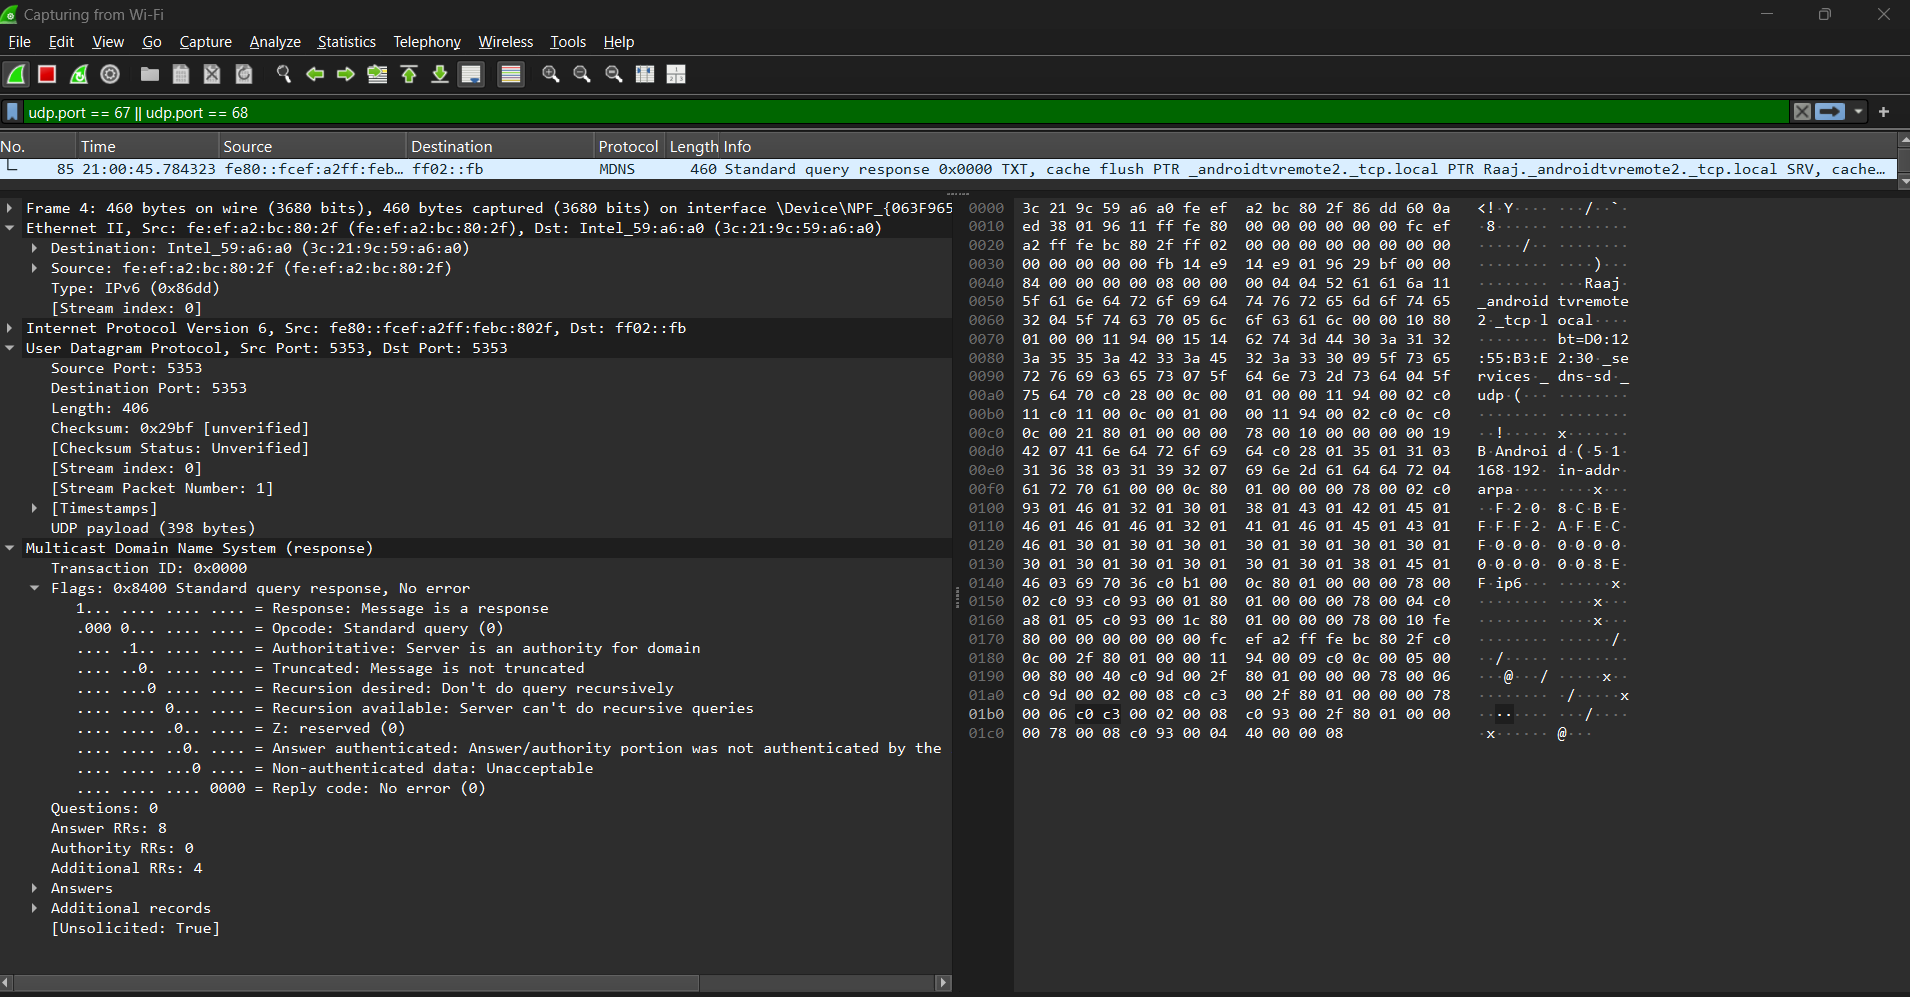 Capturing from Wi-Fi
File Edit View Go Capture Analyze Statistics Telephony Wireless Tools Help
udp.port == 67 || udp.port == 68
No. Time Source Destination Protocol Length Info
85 21:00:45.784323 fe80::fcef:a2ff:feb… ff02::fb MDNS 460 Standard query response 0x0000 TXT, cache flush PTR _androidtvremote2._tcp.local PTR Raaj._androidtvremote2._tcp.local SRV, cache…
Frame 4: 460 bytes on wire (3680 bits), 460 bytes captured (3680 bits) on interface \Device\NPF_{063F965
Ethernet II, Src: fe:ef:a2:bc:80:2f (fe:ef:a2:bc:80:2f), Dst: Intel_59:a6:a0 (3c:21:9c:59:a6:a0)
Destination: Intel_59:a6:a0 (3c:21:9c:59:a6:a0)
Source: fe:ef:a2:bc:80:2f (fe:ef:a2:bc:80:2f)
Type: IPv6 (0x86dd)
[Stream index: 0]
Internet Protocol Version 6, Src: fe80::fcef:a2ff:febc:802f, Dst: ff02::fb
User Datagram Protocol, Src Port: 5353, Dst Port: 5353
Source Port: 5353
Destination Port: 5353
Length: 406
Checksum: 0x29bf [unverified]
[Checksum Status: Unverified]
[Stream index: 0]
[Stream Packet Number: 1]
[Timestamps]
UDP payload (398 bytes)
Multicast Domain Name System (response)
Transaction ID: 0x0000
Flags: 0x8400 Standard query response, No error
1... .... .... .... = Response: Message is a response
.000 0... .... .... = Opcode: Standard query (0)
.... .1.. .... .... = Authoritative: Server is an authority for domain
.... ..0. .... .... = Truncated: Message is not truncated
.... ...0 .... .... = Recursion desired: Don't do query recursively
.... .... 0... .... = Recursion available: Server can't do recursive queries
.... .... .0.. .... = Z: reserved (0)
.... .... ..0. .... = Answer authenticated: Answer/authority portion was not authenticated by the
.... .... ...0 .... = Non-authenticated data: Unacceptable
.... .... .... 0000 = Reply code: No error (0)
Questions: 0
Answer RRs: 8
Authority RRs: 0
Additional RRs: 4
Answers
Additional records
[Unsolicited: True]
0000 3c 21 9c 59 a6 a0 fe ef a2 bc 80 2f 86 dd 60 0a <!·Y···· ···/··`·
0010 ed 38 01 96 11 ff fe 80 00 00 00 00 00 00 fc ef ·8······ ········
0020 a2 ff fe bc 80 2f ff 02 00 00 00 00 00 00 00 00 ·····/·· ········
0030 00 00 00 00 00 fb 14 e9 14 e9 01 96 29 bf 00 00 ········ ····)···
0040 84 00 00 00 00 08 00 00 00 04 04 52 61 61 6a 11 ········ ···Raaj·
0050 5f 61 6e 64 72 6f 69 64 74 76 72 65 6d 6f 74 65 _android tvremote
0060 32 04 5f 74 63 70 05 6c 6f 63 61 6c 00 00 10 80 2·_tcp·l ocal····
0070 01 00 00 11 94 00 15 14 62 74 3d 44 30 3a 31 32 ········ bt=D0:12
0080 3a 35 35 3a 42 33 3a 45 32 3a 33 30 09 5f 73 65 :55:B3:E 2:30·_se
0090 72 76 69 63 65 73 07 5f 64 6e 73 2d 73 64 04 5f rvices·_ dns-sd·_
00a0 75 64 70 c0 28 00 0c 00 01 00 00 11 94 00 02 c0 udp·(··· ········
00b0 11 c0 11 00 0c 00 01 00 00 11 94 00 02 c0 0c c0 ········ ········
00c0 0c 00 21 80 01 00 00 00 78 00 10 00 00 00 00 19 ··!····· x·······
00d0 42 07 41 6e 64 72 6f 69 64 c0 28 01 35 01 31 03 B·Androi d·(·5·1·
00e0 31 36 38 03 31 39 32 07 69 6e 2d 61 64 64 72 04 168·192· in-addr·
00f0 61 72 70 61 00 00 0c 80 01 00 00 00 78 00 02 c0 arpa···· ····x···
0100 93 01 46 01 32 01 30 01 38 01 43 01 42 01 45 01 ··F·2·0· 8·C·B·E·
0110 46 01 46 01 46 01 32 01 41 01 46 01 45 01 43 01 F·F·F·2· A·F·E·C·
0120 46 01 30 01 30 01 30 01 30 01 30 01 30 01 30 01 F·0·0·0· 0·0·0·0·
0130 30 01 30 01 30 01 30 01 30 01 30 01 38 01 45 01 0·0·0·0· 0·0·8·E·
0140 46 03 69 70 36 c0 b1 00 0c 80 01 00 00 00 78 00 F·ip6··· ······x·
0150 02 c0 93 c0 93 00 01 80 01 00 00 00 78 00 04 c0 ········ ····x···
0160 a8 01 05 c0 93 00 1c 80 01 00 00 00 78 00 10 fe ········ ····x···
0170 80 00 00 00 00 00 00 fc ef a2 ff fe bc 80 2f c0 ········ ······/·
0180 0c 00 2f 80 01 00 00 11 94 00 09 c0 0c 00 05 00 ··/····· ········
0190 00 80 00 40 c0 9d 00 2f 80 01 00 00 00 78 00 06 ···@···/ ·····x··
01a0 c0 9d 00 02 00 08 c0 c3 00 2f 80 01 00 00 00 78 ········ ·/·····x
01b0 00 06 c0 c3 00 02 00 08 c0 93 00 2f 80 01 00 00 ········ ···/····
01c0 00 78 00 08 c0 93 00 04 40 00 00 08 ·x······ @···